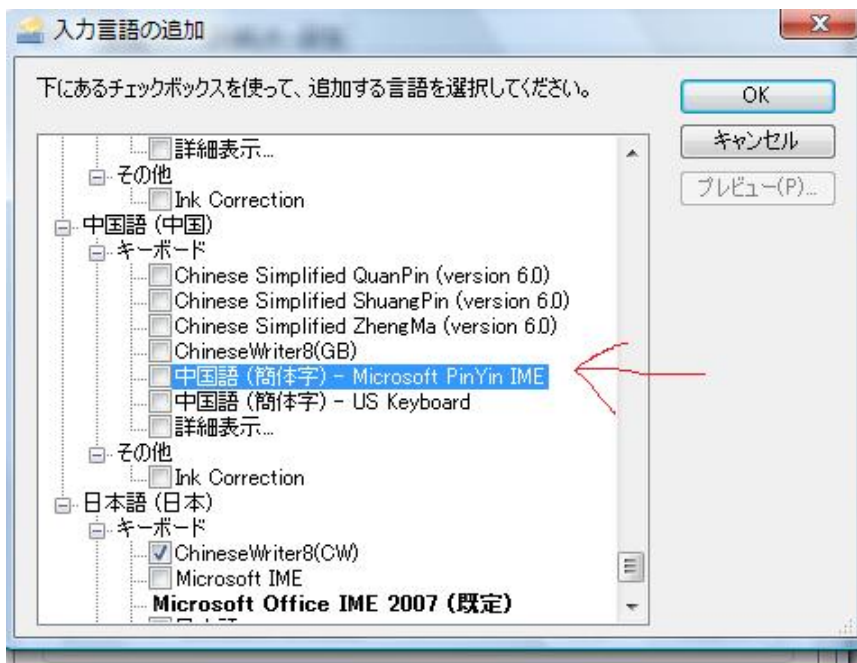 入力言語の追加
下にあるチェックボックスを使って、追加する言語を選択してください。
OK
キャンセル
プレビュー(P)...
詳細表示...
その他
Ink Correction
中国語 (中国)
キーボード
Chinese Simplified QuanPin (version 6.0)
Chinese Simplified ShuangPin (version 6.0)
Chinese Simplified ZhengMa (version 6.0)
ChineseWriter8(GB)
中国語 (簡体字) - Microsoft PinYin IME
中国語 (簡体字) - US Keyboard
詳細表示...
その他
Ink Correction
日本語 (日本)
キーボード
ChineseWriter8(CW)
Microsoft IME
Microsoft Office IME 2007 (既定)